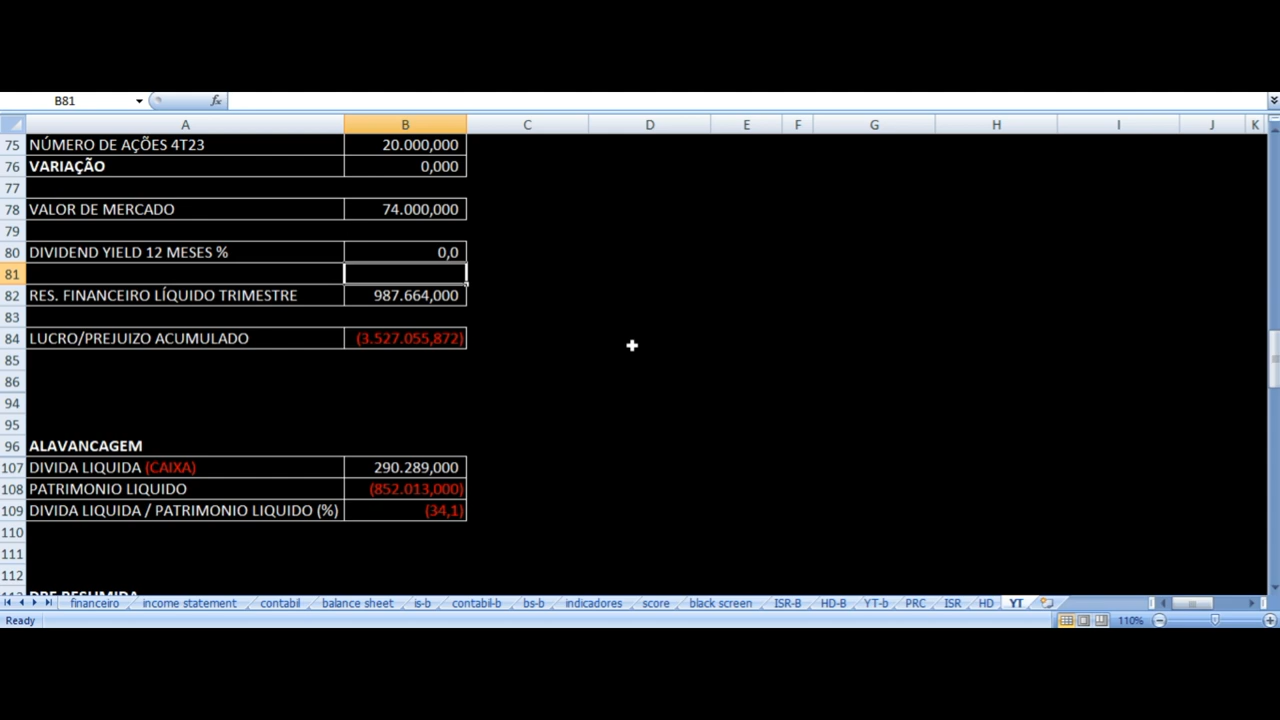 B81 fx
A B C D E F G H I J K
75 NÚMERO DE AÇÕES 4T23 20.000,000
76 VARIAÇÃO 0,000
77
78 VALOR DE MERCADO 74.000,000
79
80 DIVIDEND YIELD 12 MESES % 0,0
81
82 RES. FINANCEIRO LÍQUIDO TRIMESTRE 987.664,000
83
84 LUCRO/PREJUIZO ACUMULADO (3.527.055,872)
85
86
94
95
96 ALAVANCAGEM
107 DIVIDA LIQUIDA (CAIXA) 290.289,000
108 PATRIMONIO LIQUIDO (852.013,000)
109 DIVIDA LIQUIDA / PATRIMONIO LIQUIDO (%) (34,1)
110
111
112
113 DRE RESUMIDA
financeiro income statement contabil balance sheet is-b contabil-b bs-b indicadores score black screen ISR-B HD-B YT-b PRC ISR HD YT
Ready 110%